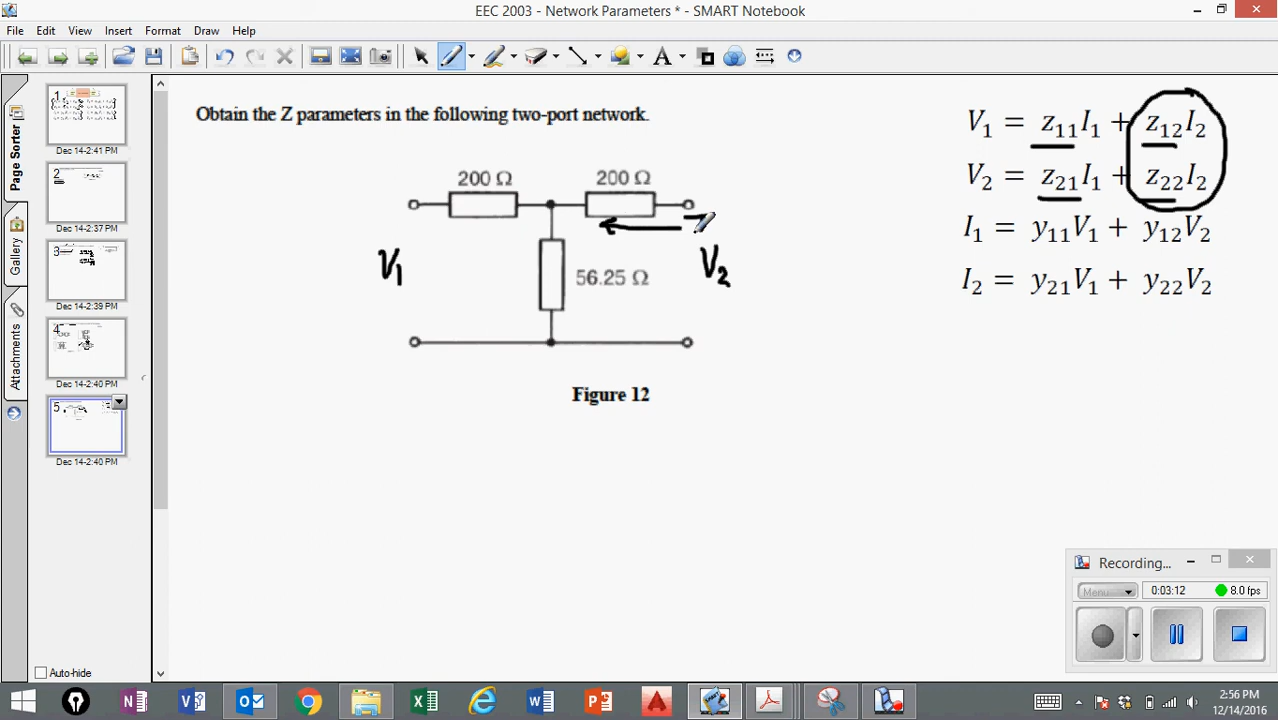 EEC 2003 - Network Parameters * - SMART Notebook
File Edit View Insert Format Draw Help
Page Sorter
Gallery
Attachments
1
Dec 14-2:41 PM
2
Dec 14-2:37 PM
3
Dec 14-2:39 PM
4
Dec 14-2:40 PM
5
Dec 14-2:40 PM
Auto-hide
Obtain the Z parameters in the following two-port network.
200 Ω 200 Ω
V1 56.25 Ω V2
Figure 12
V₁ = z₁₁I₁ + z₁₂I₂
V₂ = z₂₁I₁ + z₂₂I₂
I₁ = y₁₁V₁ + y₁₂V₂
I₂ = y₂₁V₁ + y₂₂V₂
Recording...
Menu 0:03:12 8.0 fps
2:56 PM
12/14/2016